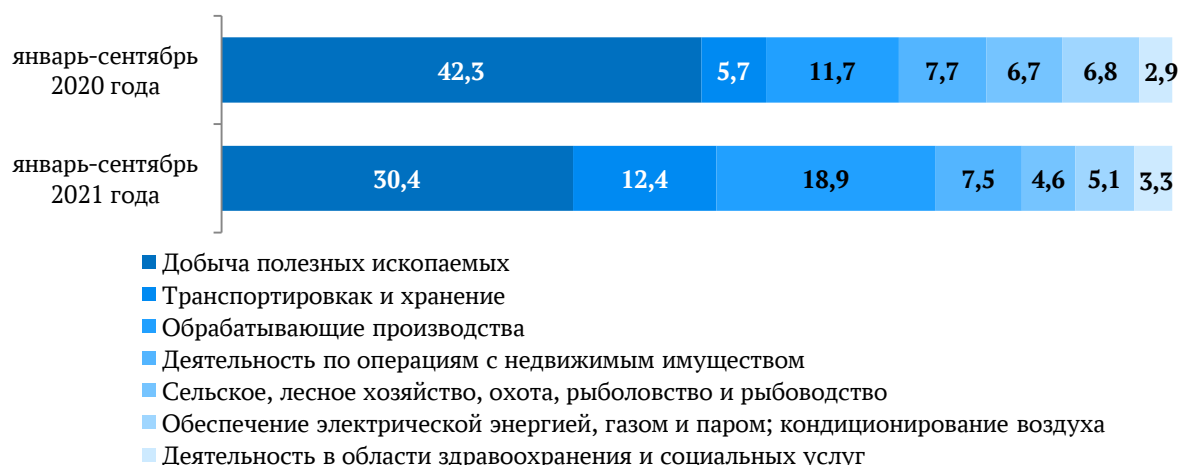 январь-сентябрь
2020 года
42,3 5,7 11,7 7,7 6,7 6,8 2,9
январь-сентябрь
2021 года
30,4 12,4 18,9 7,5 4,6 5,1 3,3
Добыча полезных ископаемых
Транспортировкак и хранение
Обрабатывающие производства
Деятельность по операциям с недвижимым имуществом
Сельское, лесное хозяйство, охота, рыболовство и рыбоводство
Обеспечение электрической энергией, газом и паром; кондиционирование воздуха
Деятельность в области здравоохранения и социальных услуг